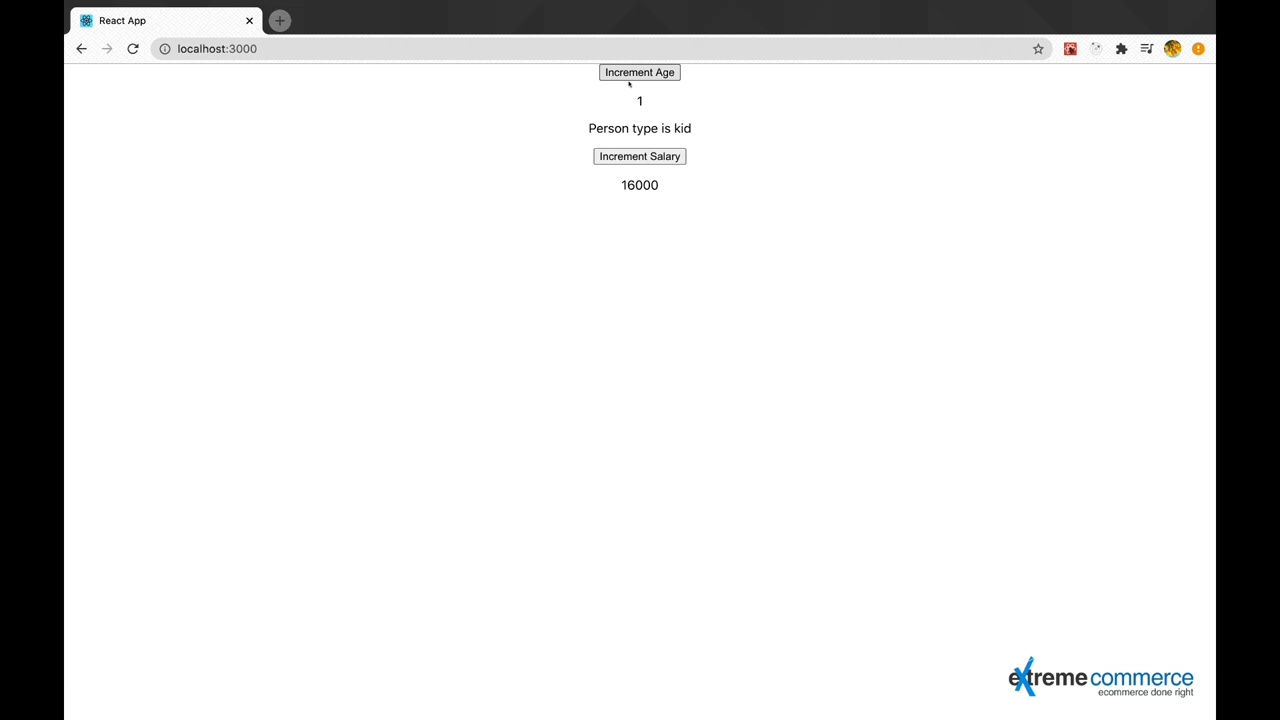 React App
localhost:3000
Increment Age
1
Person type is kid
Increment Salary
16000
extreme commerce
ecommerce done right